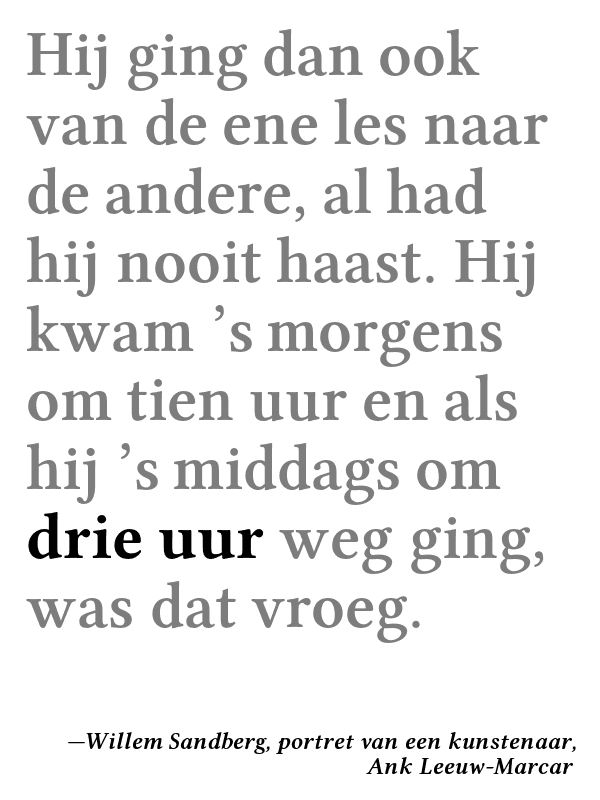 Hij ging dan ook
van de ene les naar
de andere, al had
hij nooit haast. Hij
kwam ’s morgens
om tien uur en als
hij ’s middags om
drie uur weg ging,
was dat vroeg.
—Willem Sandberg, portret van een kunstenaar,
Ank Leeuw-Marcar